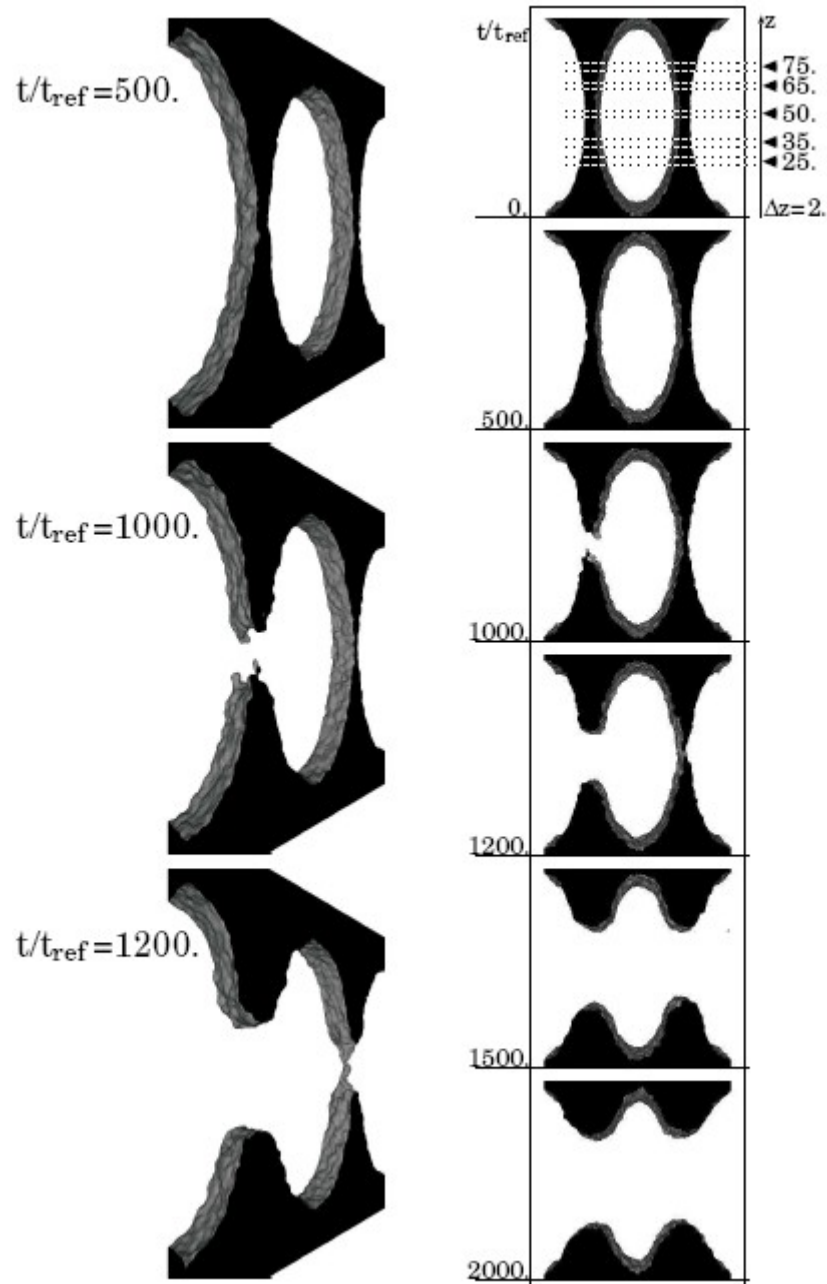 t/t_ref=500.
t/t_ref=1000.
t/t_ref=1200.
t/t_ref
z
75.
65.
50.
35.
25.
0.
Δz=2.
500.
1000.
1200.
1500.
2000.